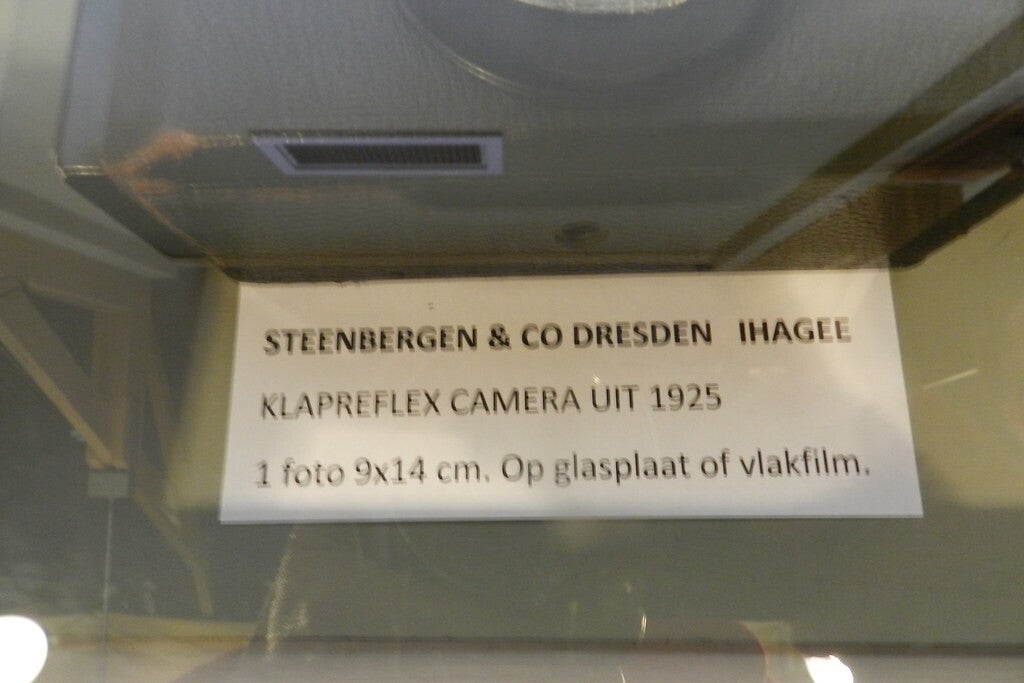 STEENBERGEN & CO DRESDEN IHAGEE
KLAPREFLEX CAMERA UIT 1925
1 foto 9x14 cm. Op glasplaat of vlakfilm.